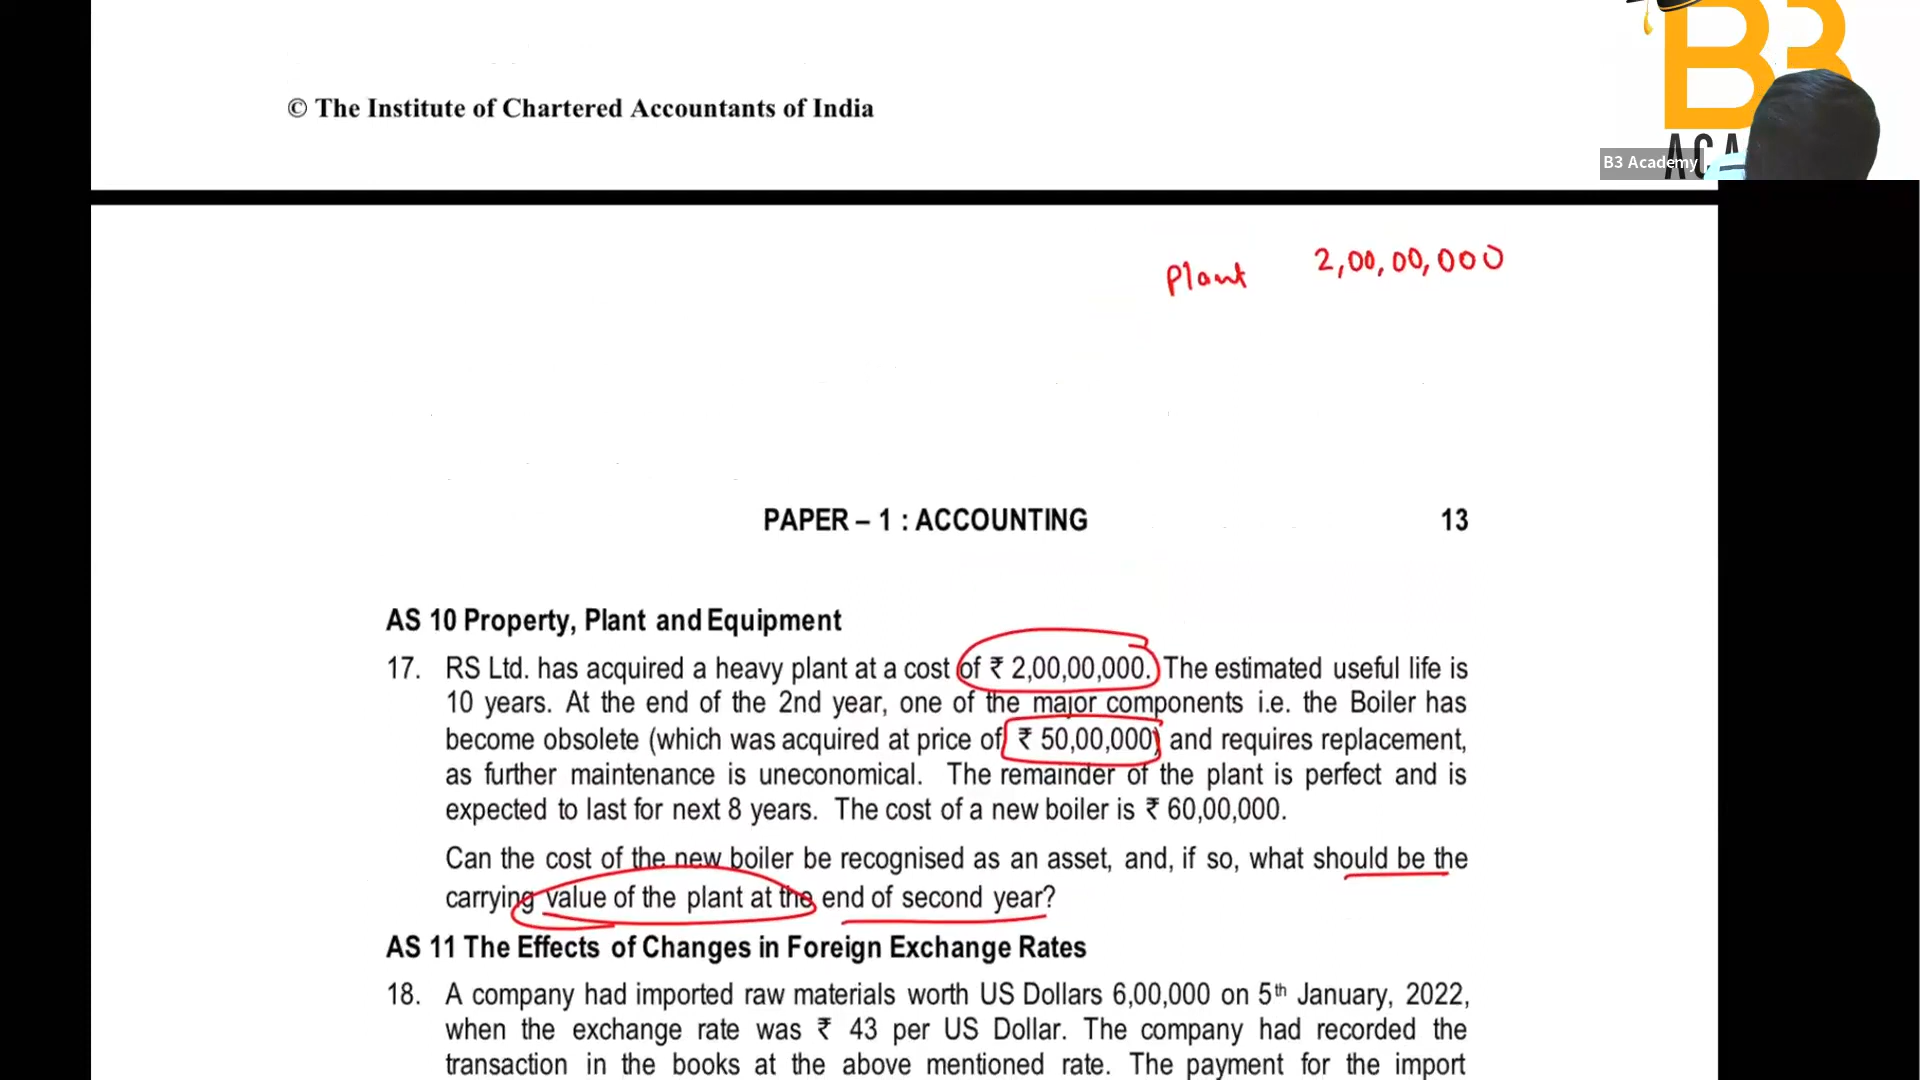 B3
© The Institute of Chartered Accountants of India
ACA
B3 Academy
Plant 2,00,00,000
PAPER – 1 : ACCOUNTING 13
AS 10 Property, Plant and Equipment
17. RS Ltd. has acquired a heavy plant at a cost of ₹ 2,00,00,000. The estimated useful life is
10 years. At the end of the 2nd year, one of the major components i.e. the Boiler has
become obsolete (which was acquired at price of ₹ 50,00,000) and requires replacement,
as further maintenance is uneconomical. The remainder of the plant is perfect and is
expected to last for next 8 years. The cost of a new boiler is ₹ 60,00,000.
Can the cost of the new boiler be recognised as an asset, and, if so, what should be the
carrying value of the plant at the end of second year?
AS 11 The Effects of Changes in Foreign Exchange Rates
18. A company had imported raw materials worth US Dollars 6,00,000 on 5th January, 2022,
when the exchange rate was ₹ 43 per US Dollar. The company had recorded the
transaction in the books at the above mentioned rate. The payment for the import